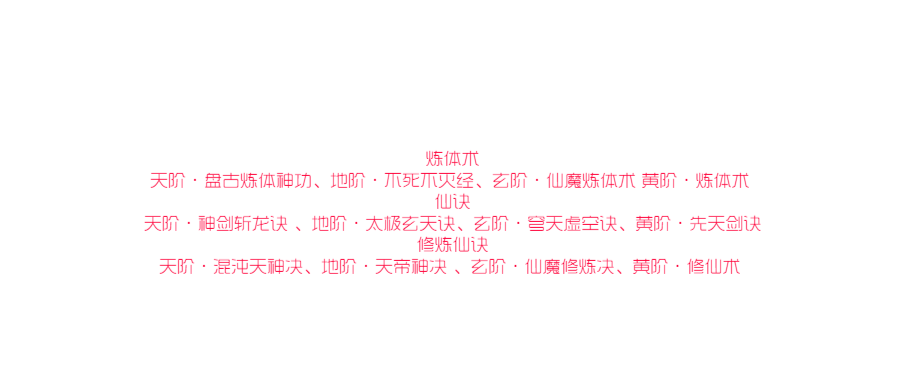 炼体术
天阶·盘古炼体神功、地阶·不死不灭经、玄阶·仙魔炼体术 黄阶·炼体术
仙诀
天阶·神剑斩龙诀 、地阶·太极玄天诀、玄阶·穹天虚空诀、黄阶·先天剑诀
修炼仙诀
天阶·混沌天神决、地阶·天帝神决 、玄阶·仙魔修炼决、黄阶·修仙术